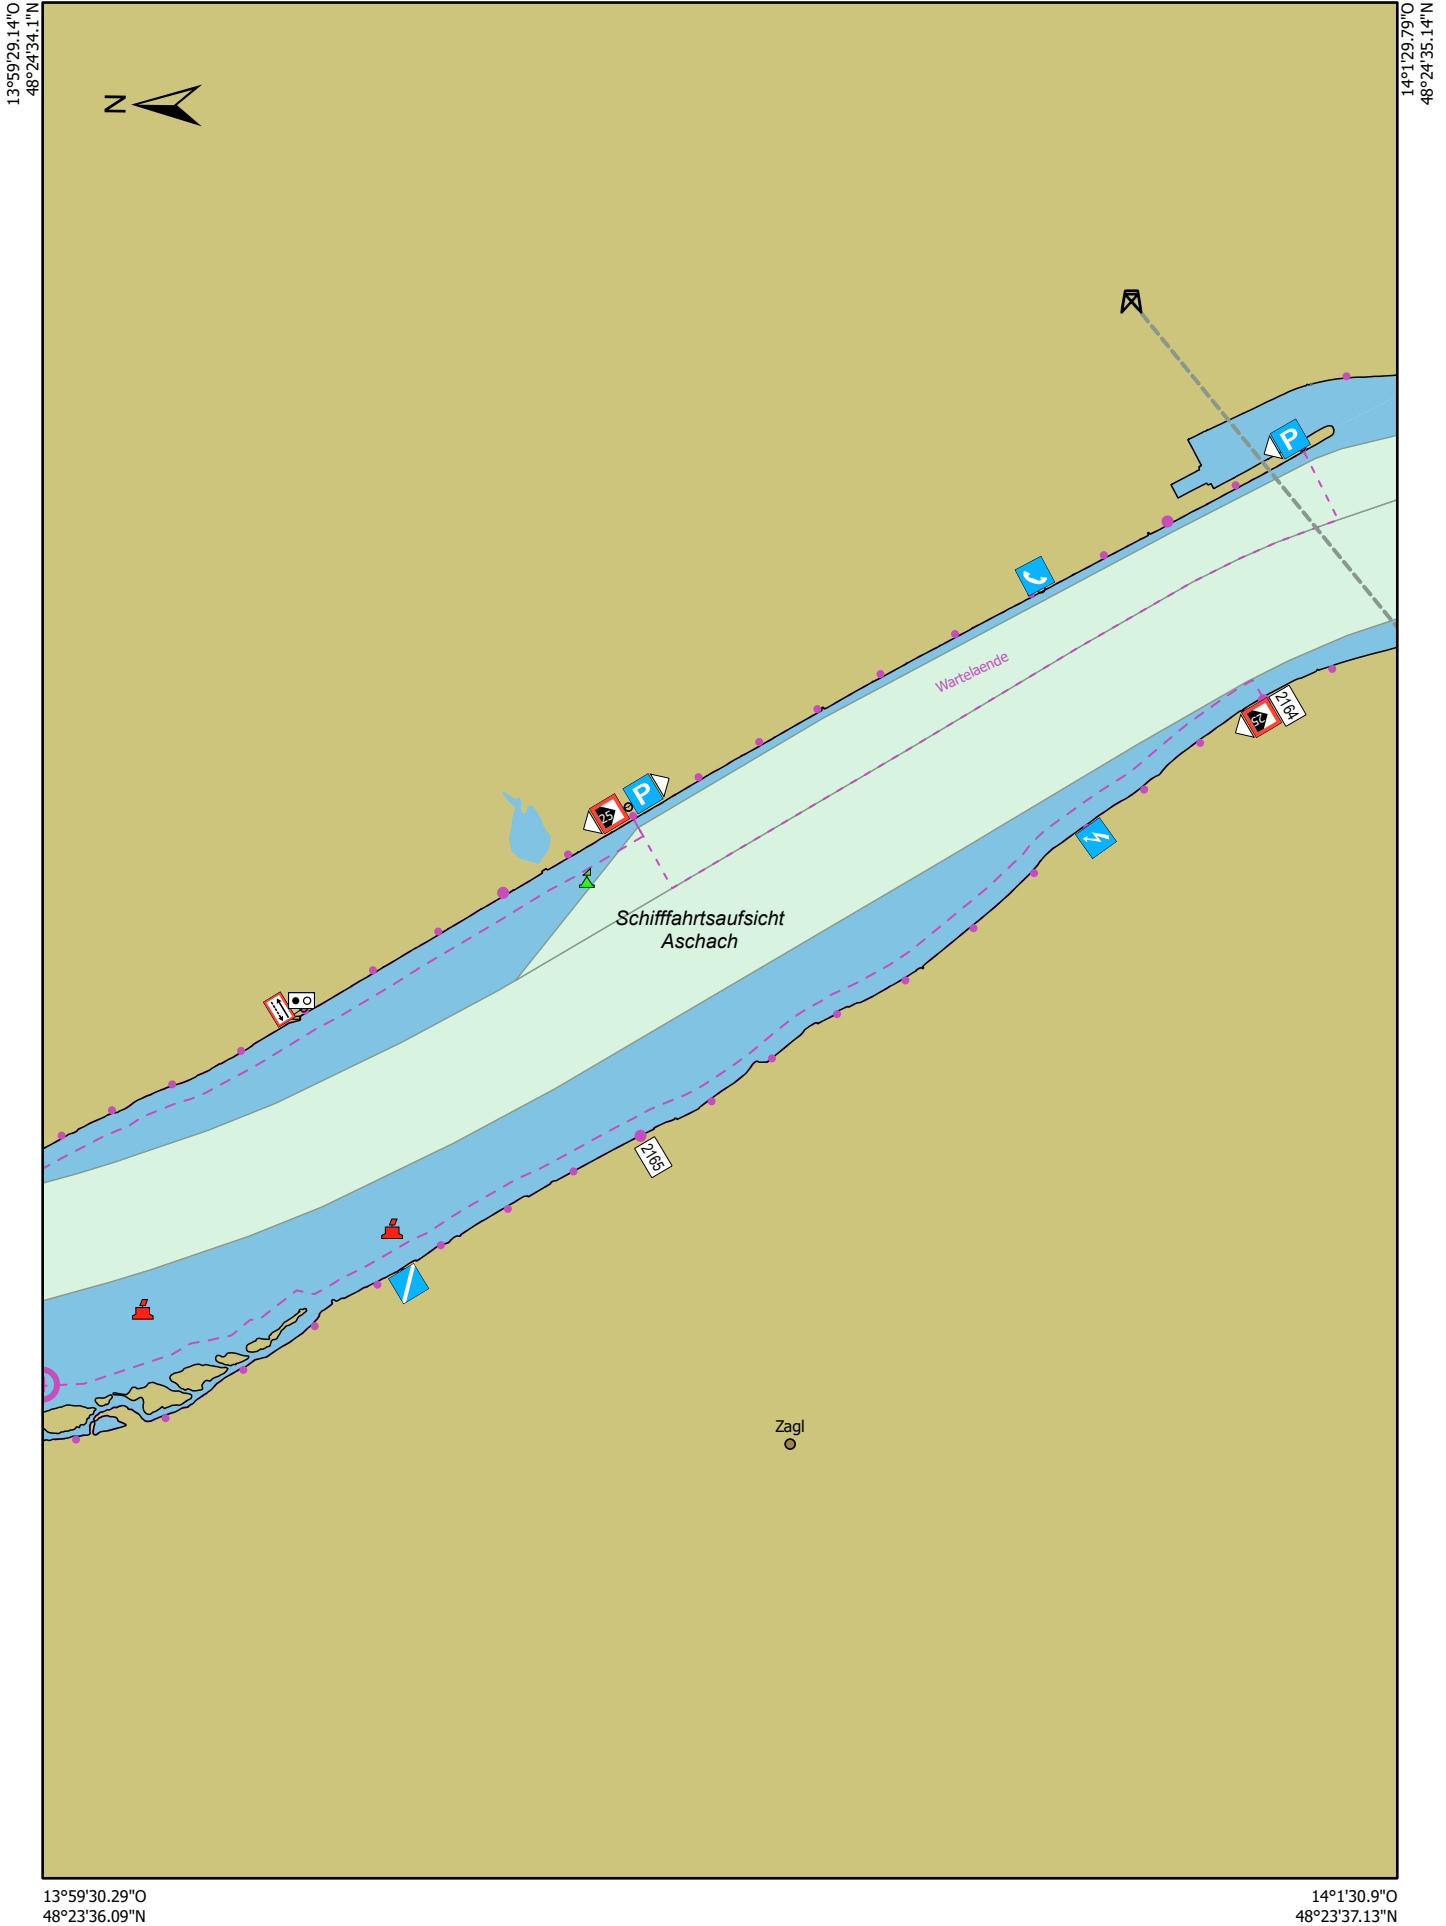 13°59'29.14"O
48°24'34.1"N
14°1'29.79"O
48°24'35.14"N
N
P
Wartelaende
2164
25
P
25
Schifffahrtsaufsicht
Aschach
2165
Zagl
13°59'30.29"O
48°23'36.09"N
14°1'30.9"O
48°23'37.13"N